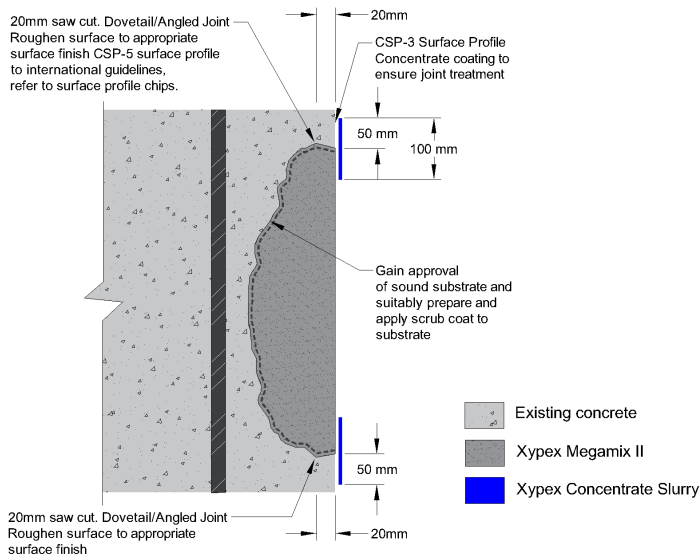 20mm
20mm saw cut. Dovetail/Angled Joint
Roughen surface to appropriate
surface finish CSP-5 surface profile
to international guidelines,
refer to surface profile chips.
CSP-3 Surface Profile
Concentrate coating to
ensure joint treatment
50 mm
100 mm
Gain approval
of sound substrate and
suitably prepare and
apply scrub coat to
substrate
Existing concrete
Xypex Megamix II
Xypex Concentrate Slurry
50 mm
20mm saw cut. Dovetail/Angled Joint
Roughen surface to appropriate
surface finish
20mm